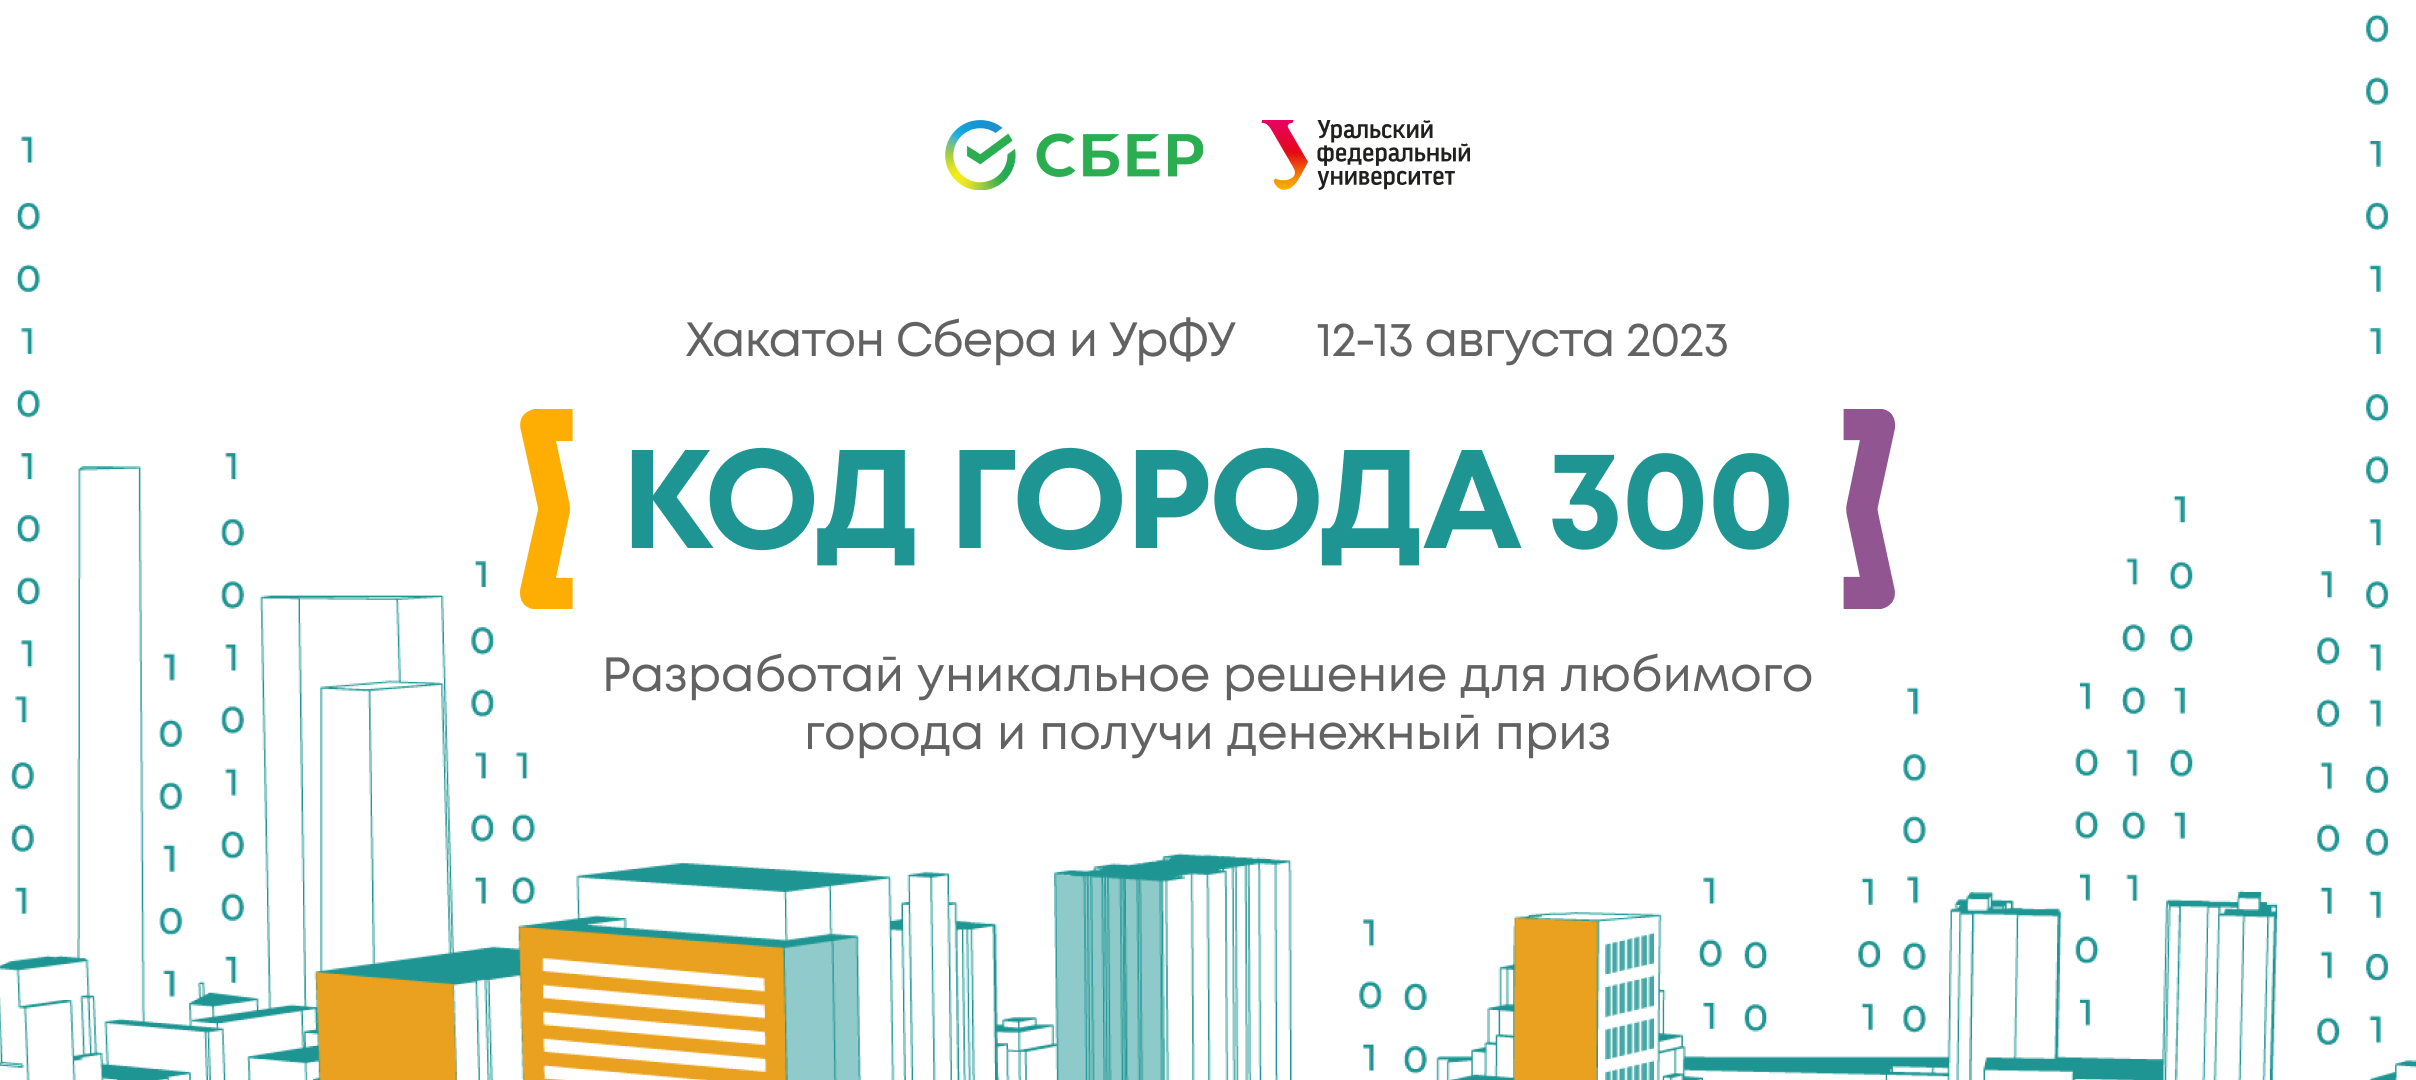 СБЕР
Уральский
федеральный
университет
Хакатон Сбера и УрФУ 12-13 августа 2023
{ КОД ГОРОДА 300 }
Разработай уникальное решение для любимого
города и получи денежный приз